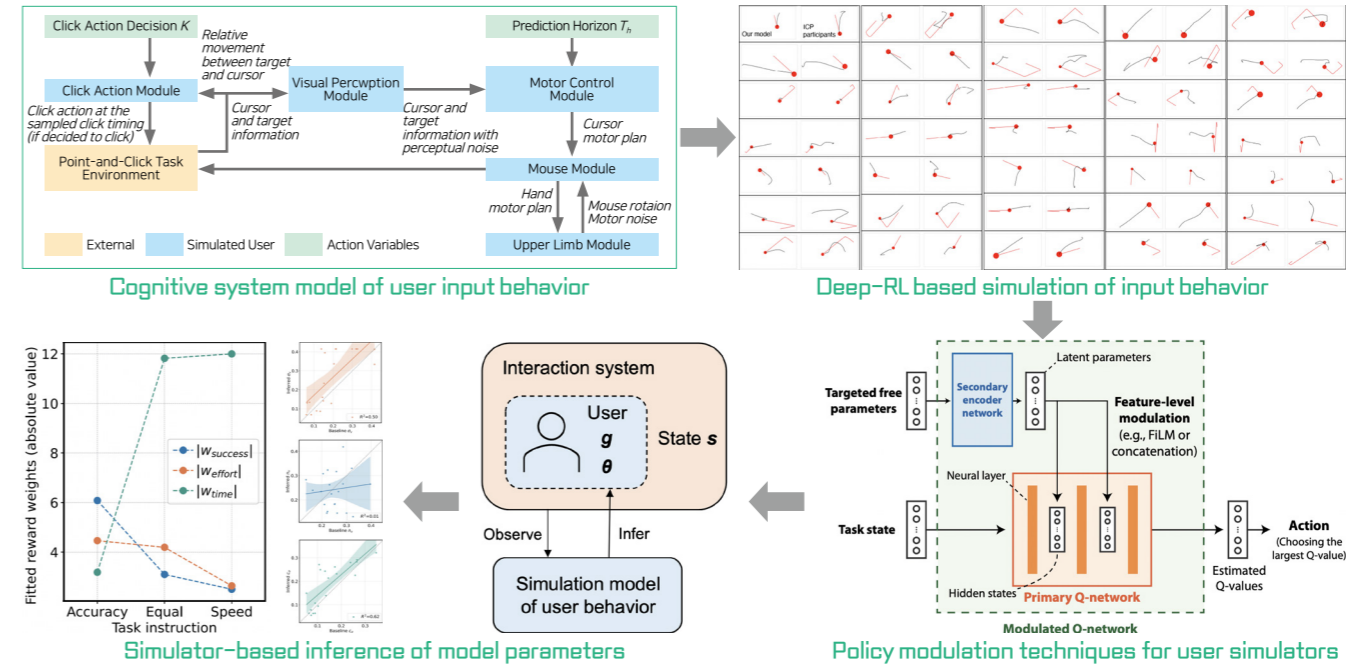 Click Action Decision K
Prediction Horizon Th
Relative
movement
between target
and cursor
Click Action Module
Visual Percwption
Module
Motor Control
Module
Click action at the
sampled click timing
(if decided to click)
Cursor
and target
information
Cursor and
target
information with
perceptual noise
Cursor
motor plan
Point-and-Click Task
Environment
Mouse Module
Hand
motor plan
Mouse rotaion
Motor noise
External
Simulated User
Action Variables
Upper Limb Module
Cognitive system model of user input behavior
Our model
ICP
participants
Deep-RL based simulation of input behavior
Fitted reward weights (absolute value)
12
10
8
6
4
|wsuccess|
|weffort|
|wtime|
Accuracy
Equal
Speed
Task instruction
Interaction system
User
g
θ
State s
Observe
Infer
Simulation model
of user behavior
Simulator-based inference of model parameters
Latent parameters
Targeted free
parameters
Secondary
encoder
network
Feature-level
modulation
(e.g., FiLM or
concatenation)
Neural layer
Task state
Action
(Choosing the
largest Q-value)
Estimated
Q-values
Hidden states
Primary Q-network
Modulated Q-network
Policy modulation techniques for user simulators